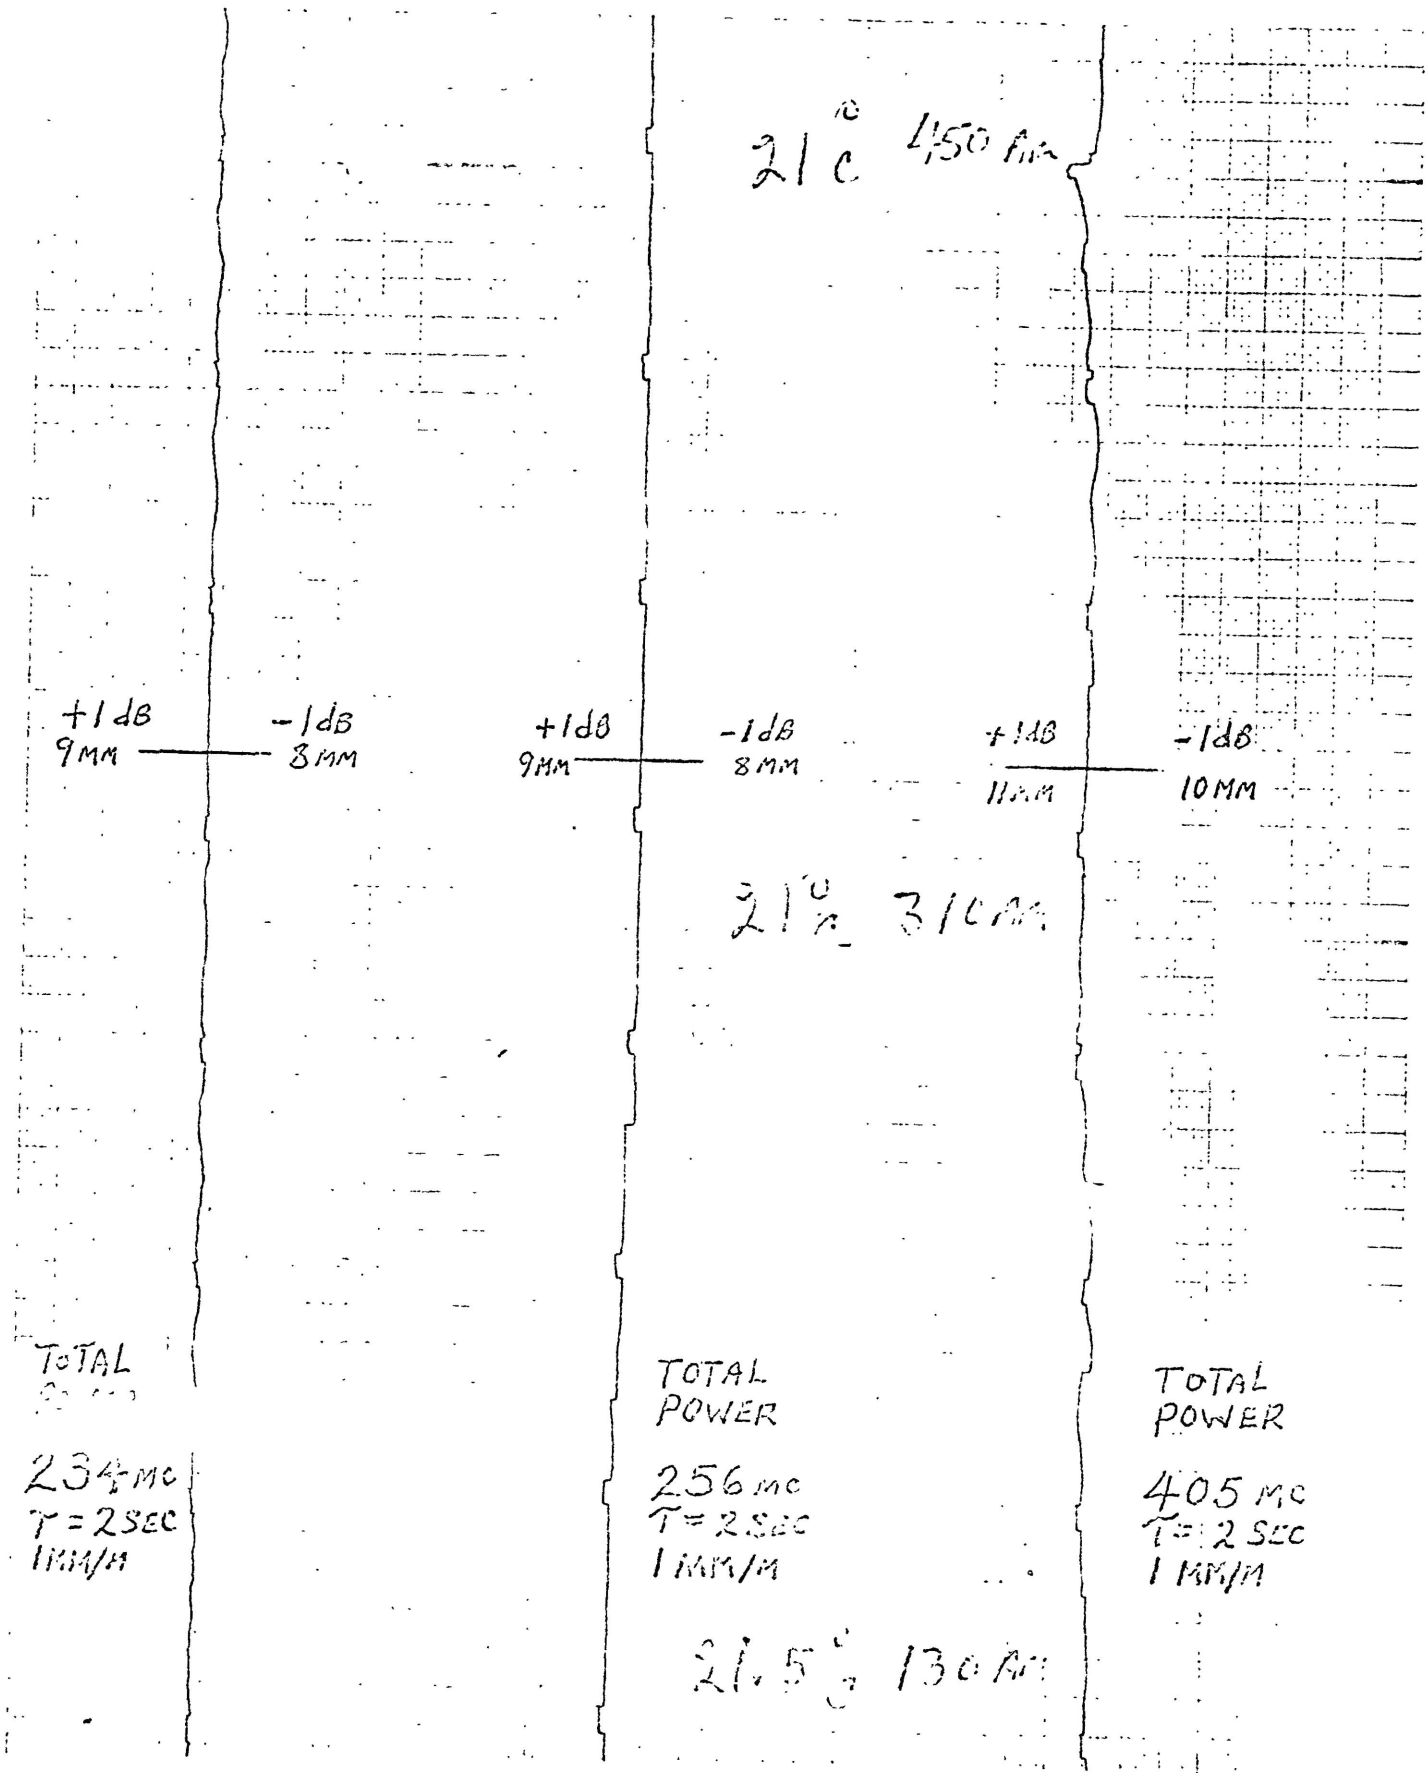 21°C 450 AM
+1dB
9MM
-1dB
8MM
+1dB
9MM
-1dB
8MM
+1dB
11MM
-1dB
10MM
21° 310 AM
TOTAL
234 MC
T = 2 SEC
1MM/M
TOTAL
POWER
256 MC
T = 2 SEC
1 MM/M
TOTAL
POWER
405 MC
T = 2 SEC
1 MM/M
21.5° 130 AM